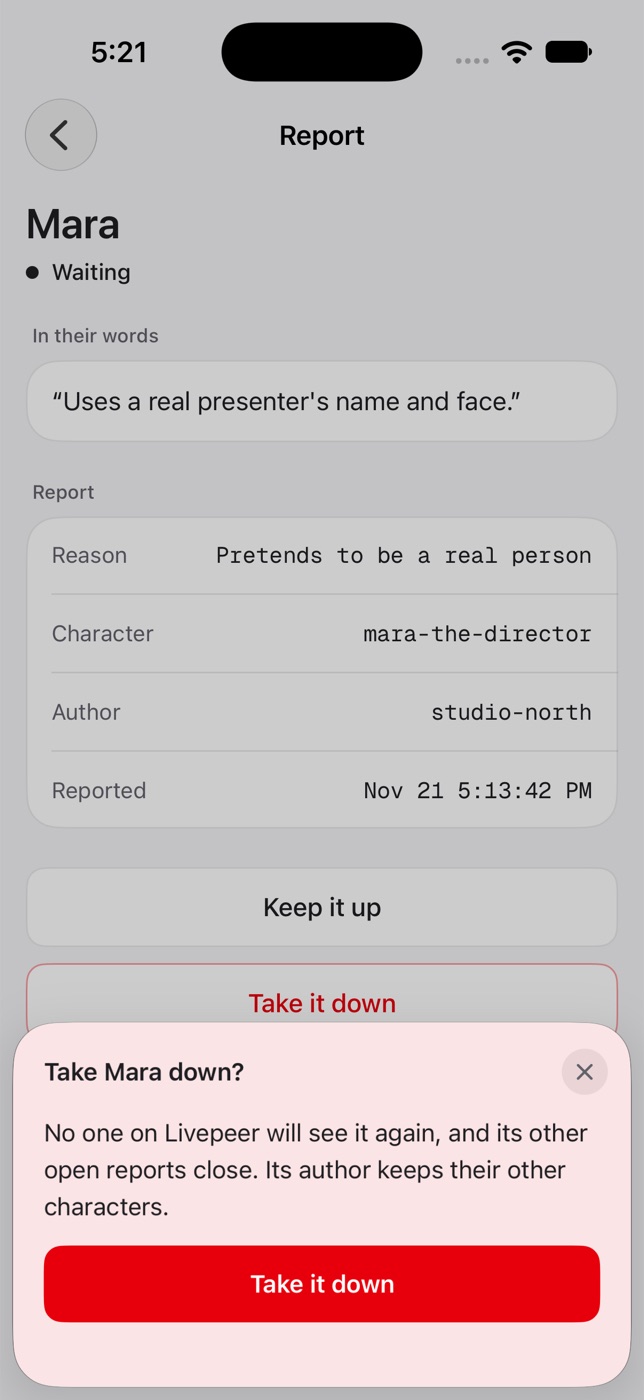 5:21
Report
Mara
Waiting
In their words
“Uses a real presenter's name and face.”
Report
Reason Pretends to be a real person
Character mara-the-director
Author studio-north
Reported Nov 21 5:13:42 PM
Keep it up
Take it down
Take Mara down?
No one on Livepeer will see it again, and its other
open reports close. Its author keeps their other
characters.
Take it down